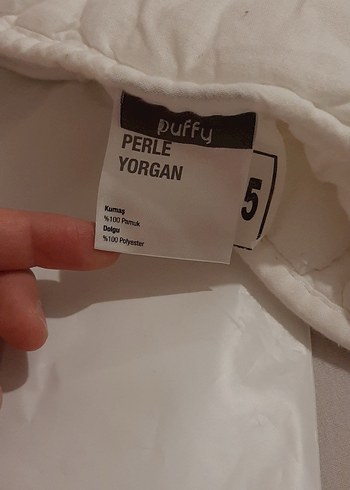 puffy
PERLE
YORGAN
5
Kumaş
%100 Pamuk
Dolgu
%100 Polyester